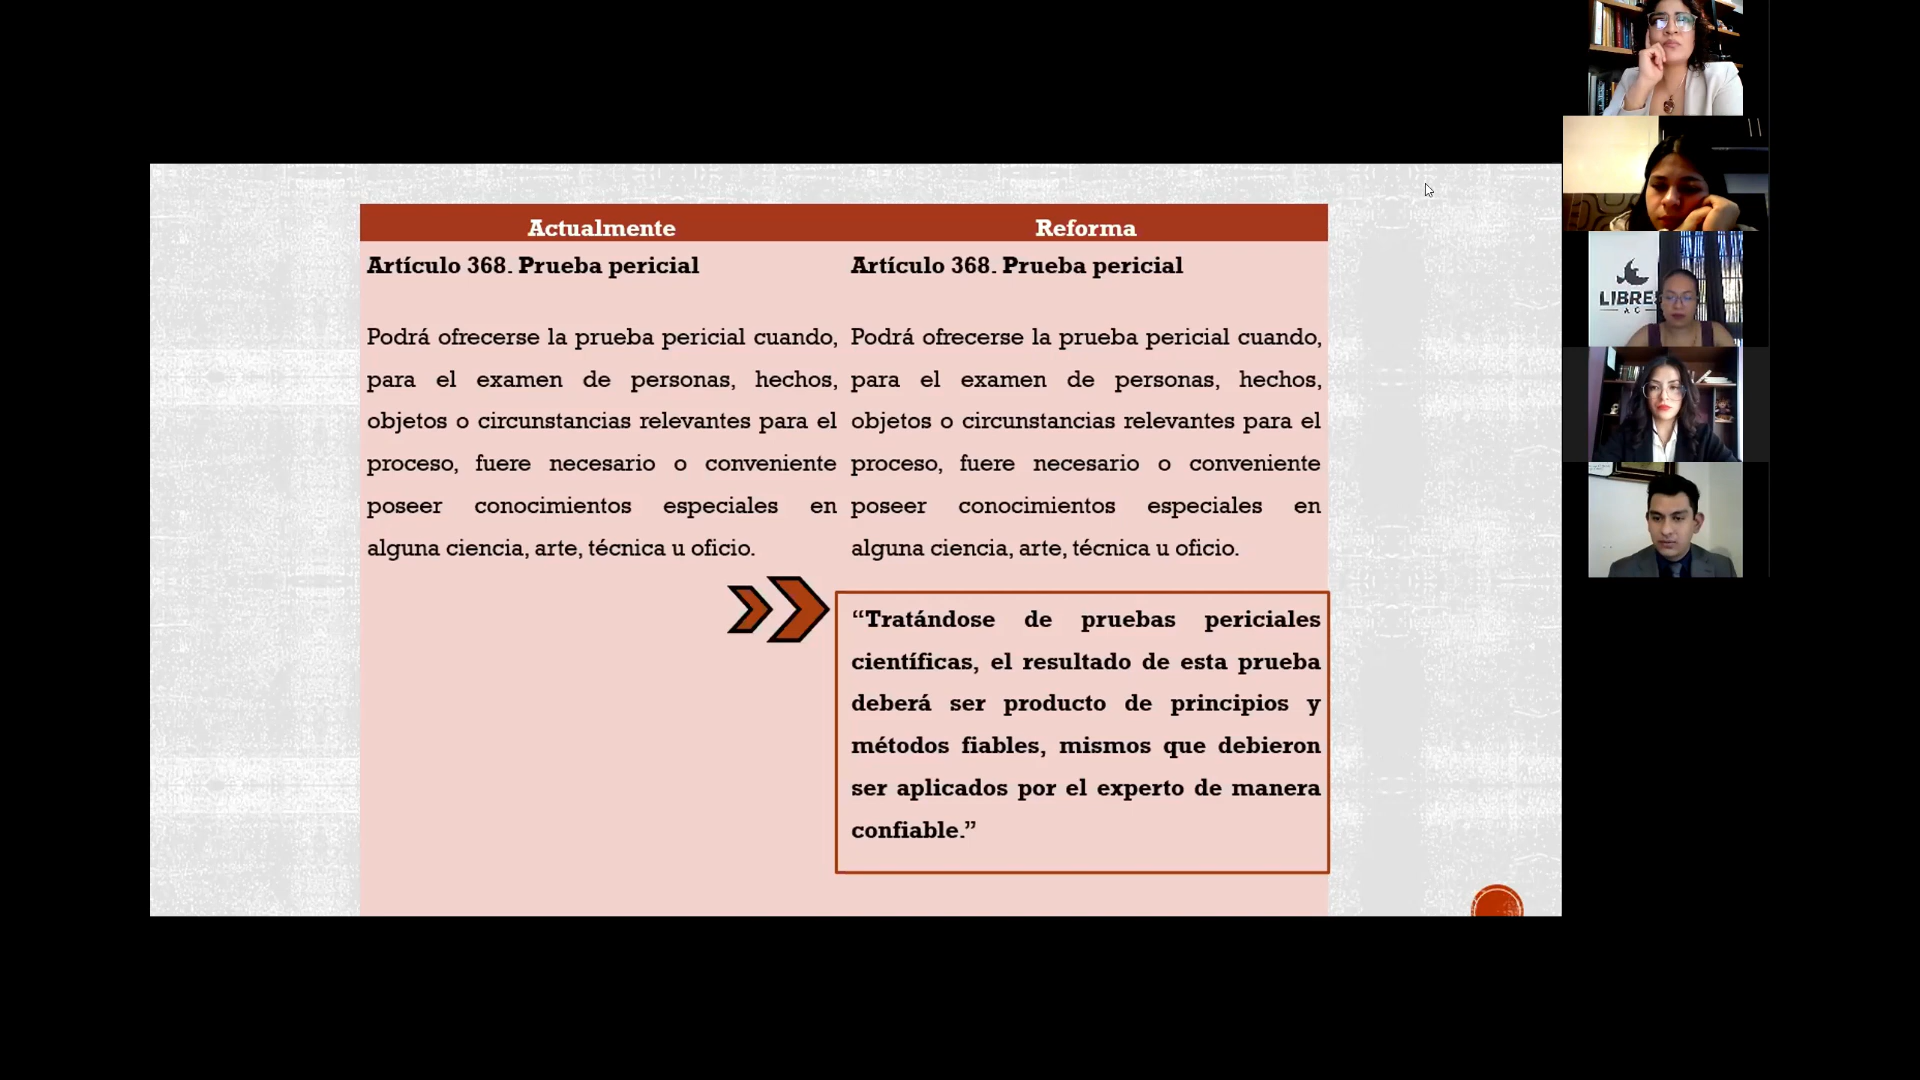 Actualmente
Reforma
Artículo 368. Prueba pericial
Podrá ofrecerse la prueba pericial cuando,
para el examen de personas, hechos,
objetos o circunstancias relevantes para el
proceso, fuere necesario o conveniente
poseer conocimientos especiales en
alguna ciencia, arte, técnica u oficio.
Artículo 368. Prueba pericial
Podrá ofrecerse la prueba pericial cuando,
para el examen de personas, hechos,
objetos o circunstancias relevantes para el
proceso, fuere necesario o conveniente
poseer conocimientos especiales en
alguna ciencia, arte, técnica u oficio.
“Tratándose de pruebas periciales
científicas, el resultado de esta prueba
deberá ser producto de principios y
métodos fiables, mismos que debieron
ser aplicados por el experto de manera
confiable.”
LIBRE
AC